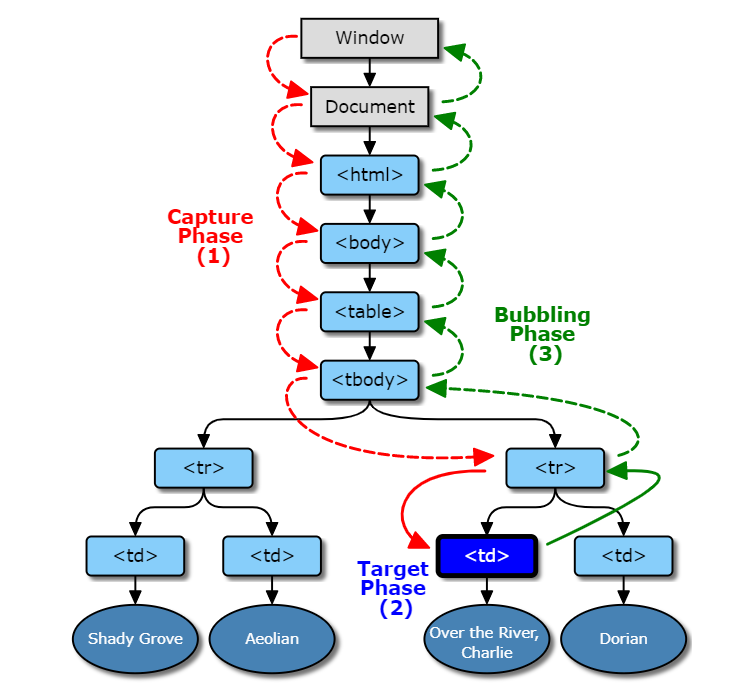 Window
Document
<html>
Capture
Phase
(1)
<body>
<table>
Bubbling
Phase
(3)
<tbody>
<tr>
<tr>
<td>
<td>
<td>
<td>
Target
Phase
(2)
Shady Grove
Aeolian
Over the River,
Charlie
Dorian